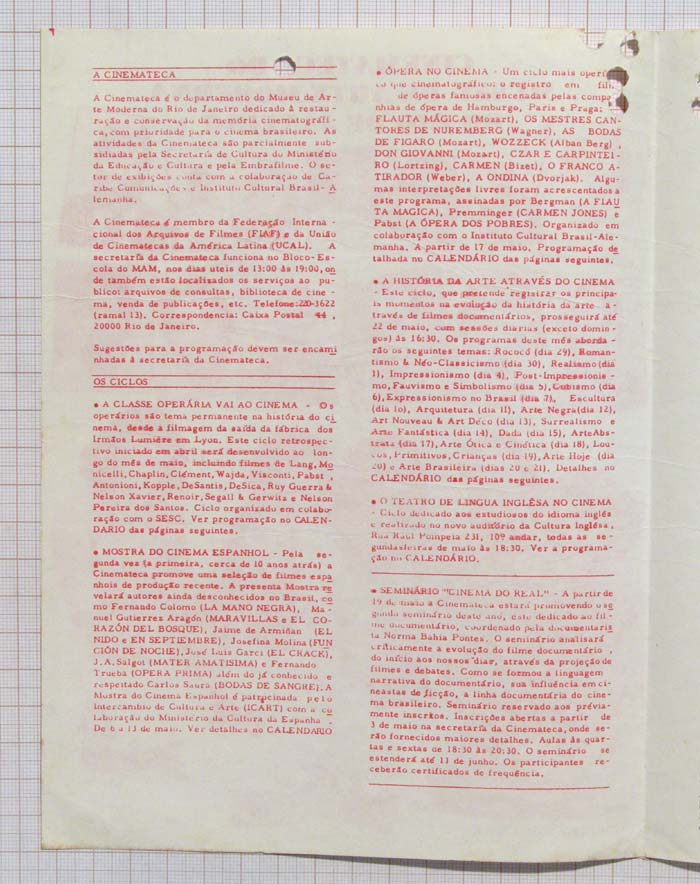 A CINEMATECA
A Cinemateca é o departamento do Museu de Ar-
te Moderna do Rio de Janeiro dedicado à restau-
ração e conservação da memória cinematográfi-
ca, com prioridade para o cinema brasileiro. As
atividades da Cinemateca são parcialmente sub-
sidiadas pela Secretaria de Cultura do Ministério
da Educação e Cultura e pela Embrafilme. O se-
tor de exibições conta com a colaboração de Ca-
ribe Comunicações e Instituto Cultural Brasil-A
lemanha.
A Cinemateca é membro da Federação Interna -
cional dos Arquivos de Filmes (FIAF) e da União
de Cinematecas da América Latina (UCAL). A
secretaría da Cinemateca funciona no Bloco-Es-
cola do MAM, nos dias uteis de 13:00 às 19:00, on
de também estão localizados os serviços ao pu-
blico: arquivos de consultas, biblioteca de cine -
ma, venda de publicações, etc. Telefone:220-3622
(ramal 13). Correspondencia: Caixa Postal 44 ,
20000 Rio de Janeiro.
Sugestões para a programação devem ser encami
nhadas à secretaría da Cinemateca.
OS CICLOS
• A CLASSE OPERÁRIA VAI AO CINEMA - Os
operários são tema permanente na história do ci
nema, desde a filmagem da saída da fábrica dos
Irmãos Lumière em Lyon. Este ciclo retrospec-
tivo iniciado em abril será desenvolvido ao lon-
go do mês de maio, incluindo filmes de Lang, Mo
nicelli, Chaplin, Clément, Wajda, Visconti, Pabst ,
Antonioni, Kopple, DeSantis, DeSica, Ruy Guerra &
Nelson Xavier, Renoir, Segall & Gerwitz e Nelson
Pereira dos Santos. Ciclo organizado em colabo-
ração com o SESC. Ver programação no CALEN-
DARIO das páginas seguintes.
• MOSTRA DO CINEMA ESPANHOL - Pela se-
gunda vez (a primeira, cerca de 10 anos atrás) a
Cinemateca promove uma seleção de filmes espa
nhois de produção recente. A presenta Mostra re
velará autores ainda desconhecidos no Brasil, co
mo Fernando Colomo (LA MANO NEGRA), Ma-
nuel Gutierrez Aragón (MARAVILLAS e EL CO-
RAZÓN DEL BOSQUE), Jaime de Armiñan (EL
NIDO e EN SEPTIEMBRE), Josefina Molina (FUN
CIÓN DE NOCHE), José Luis Garci (EL CRACK),
J.A. Salgot (MATER AMATISIMA) e Fernando
Trueba (OPERA PRIMA) além do já conhecido e
respeitado Carlos Saura (BODAS DE SANGRE). A
Mostra do Cinema Espanhol é patrocinada pelo
Intercambio de Cultura e Arte (ICART) com a co
laboração do Ministério da Cultura da Espanha -
De 6 a 13 de maio. Ver detalhes no CALENDARIO
• ÓPERA NO CINEMA - Um ciclo mais operís
co que cinematográfico: o registro em
de óperas famosas encenadas pelas compa
nhias de ópera de Hamburgo, Paris e Praga:
FLAUTA MÁGICA (Mozart), OS MESTRES CAN-
TORES DE NUREMBERG (Wagner), AS BODAS
DE FIGARO (Mozart), WOZZECK (Alban Berg) ,
DON GIOVANNI (Mozart), CZAR E CARPINTEI -
RO (Lortzing), CARMEN (Bizet), O FRANCO A-
TIRADOR (Weber), A ONDINA (Dvorjak). Algu-
mas interpretações livres foram acrescentados a
este programa, assinadas por Bergman (A FLAU
TA MAGICA), Premminger (CARMEN JONES) e
Pabst (A ÓPERA DOS POBRES). Organizado em
colaboração com o Instituto Cultural Brasil-Ale-
manha. A partir de 17 de maio. Programação de
talhada no CALENDÁRIO das páginas seguintes.
• A HISTÓRIA DA ARTE ATRAVÉS DO CINEMA
- Este ciclo, que pretende registrar os principa-
is momentos na evolução da história da arte a-
través de filmes documentários, prosseguirá até
22 de maio, com sessões diarias (exceto domin-
gos) às 16:30. Os programas deste mês aborda -
rão os seguintes temas: Rococó (dia 29), Roman-
tismo & Néo-Classicismo (dia 30), Realismo (dia
1), Impressionismo (dia 4), Post-Impressionis -
mo, Fauvismo e Simbolismo (dia 5), Cubismo (dia
6), Expressionismo no Brasil (dia 7), Escultura
(dia 10), Arquitetura (dia 11), Arte Negra (dia 12),
Art Nouveau & Art Déco (dia 13), Surrealismo e
Arte Fantástica (dia 14), Dada (dia 15), ArteAbs-
trata (dia 17), Arte Ótica e Cinética (dia 18), Lou-
cos, Primitivos, Crianças (dia 19), Arte Hoje (dia
20) e Arte Brasileira (dias 20 e 21). Detalhes no
CALENDÁRIO das páginas seguintes.
• O TEATRO DE LINGUA INGLÊSA NO CINEMA
- Ciclo dedicado aos estudiosos do idioma inglês
e realizado no novo auditório da Cultura Inglêsa,
Rua Raúl Pompeia 231, 10º andar, todas as se-
gundasfeiras de maio às 18:30. Ver a programa-
ção no CALENDÁRIO.
• SEMINÁRIO "CINEMA DO REAL" - A partir de
19 de maio a Cinemateca estará promovendo o se
gundo seminário deste ano, este dedicado ao fil-
me documentário, coordenado pela documentaris
ta Norma Bahia Pontes. O seminário analisará
críticamente a evolução do filme documentário ,
do início aos nossos dias, através da projeção de
filmes e debates. Como se formou a linguagem
narrativa do documentário, sua influência em ci-
neastas de ficção, a linha documentária do cine-
ma brasileiro. Seminário reservado aos préviа-
mente inscritos. Inscrições abertas a partir de
3 de maio na secretaría da Cinemateca, onde se-
rão fornecidos maiores detalhes. Aulas às quar-
tas e sextas de 18:30 às 20:30. O seminário se
estenderá até 11 de junho. Os participantes re-
ceberão certificados de frequência.